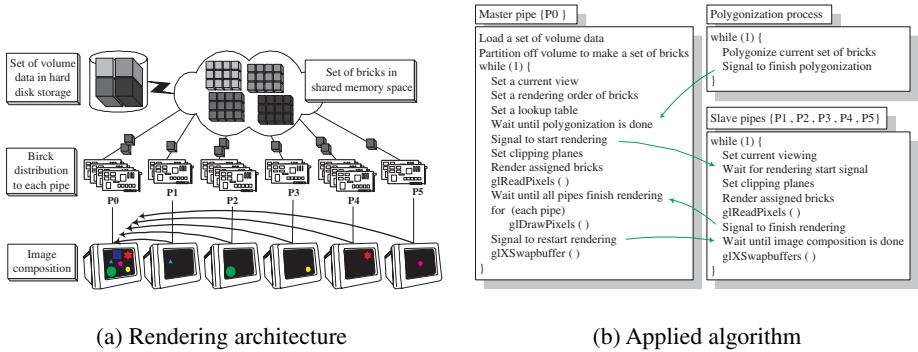 Set of volume
data in hard
disk storage
Set of bricks in
shared memory space
Birck
distribution
to each pipe
P0
P1
P2
P3
P4
P5
Image
composition
(a) Rendering architecture
Master pipe {P0 }
Load a set of volume data
Partition off volume to make a set of bricks
while (1) {
Set a current view
Set a rendering order of bricks
Set a lookup table
Wait until polygonization is done
Signal to start rendering
Set clipping planes
Render assigned bricks
glReadPixels ( )
Wait until all pipes finish rendering
for (each pipe)
glDrawPixels ( )
Signal to restart rendering
glXSwapbuffer ( )
}
Polygonization process
while (1) {
Polygonize current set of bricks
Signal to finish polygonization
}
Slave pipes {P1 , P2 , P3 , P4 , P5}
while (1) {
Set current viewing
Wait for rendering start signal
Set clipping planes
Render assigned bricks
glReadPixels ( )
Signal to finish rendering
Wait until image composition is done
glXSwapbuffers ( )
}
(b) Applied algorithm